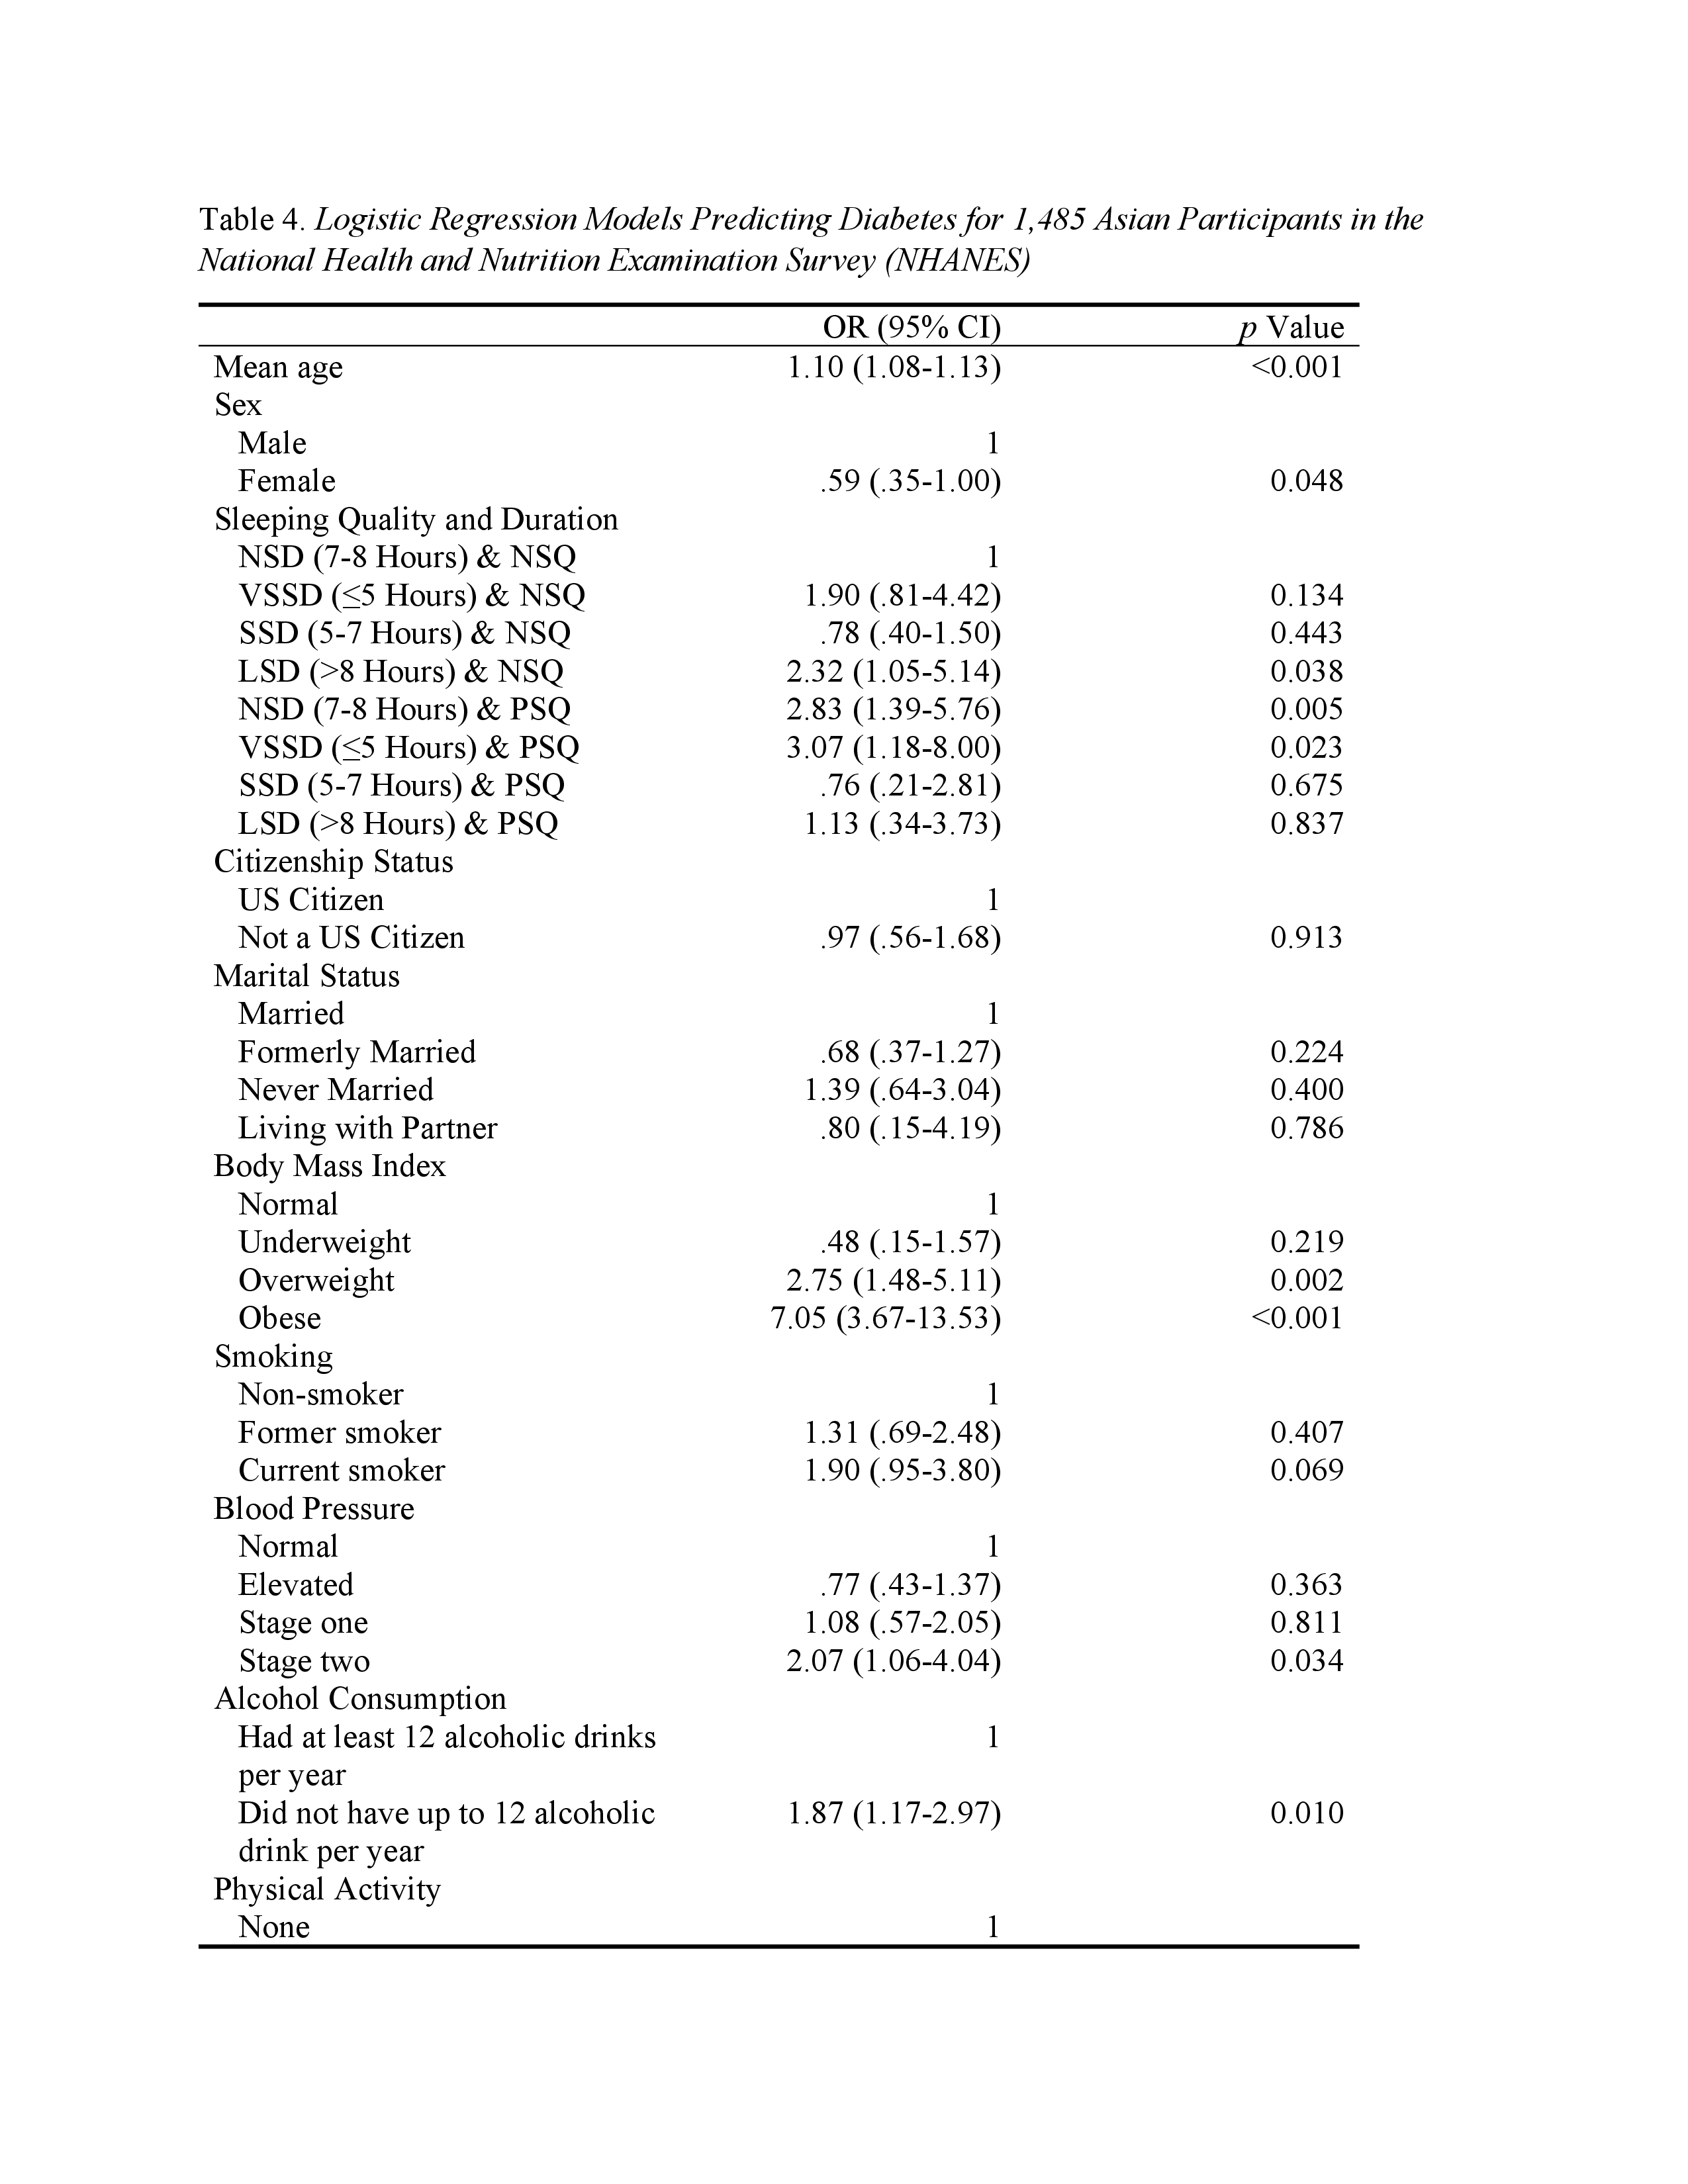 Table 4. Logistic Regression Models Predicting Diabetes for 1,485 Asian Participants in the
National Health and Nutrition Examination Survey (NHANES)
OR (95% CI) p Value
Mean age 1.10 (1.08-1.13) <0.001
Sex
Male 1
Female .59 (.35-1.00) 0.048
Sleeping Quality and Duration
NSD (7-8 Hours) & NSQ 1
VSSD (≤5 Hours) & NSQ 1.90 (.81-4.42) 0.134
SSD (5-7 Hours) & NSQ .78 (.40-1.50) 0.443
LSD (>8 Hours) & NSQ 2.32 (1.05-5.14) 0.038
NSD (7-8 Hours) & PSQ 2.83 (1.39-5.76) 0.005
VSSD (≤5 Hours) & PSQ 3.07 (1.18-8.00) 0.023
SSD (5-7 Hours) & PSQ .76 (.21-2.81) 0.675
LSD (>8 Hours) & PSQ 1.13 (.34-3.73) 0.837
Citizenship Status
US Citizen 1
Not a US Citizen .97 (.56-1.68) 0.913
Marital Status
Married 1
Formerly Married .68 (.37-1.27) 0.224
Never Married 1.39 (.64-3.04) 0.400
Living with Partner .80 (.15-4.19) 0.786
Body Mass Index
Normal 1
Underweight .48 (.15-1.57) 0.219
Overweight 2.75 (1.48-5.11) 0.002
Obese 7.05 (3.67-13.53) <0.001
Smoking
Non-smoker 1
Former smoker 1.31 (.69-2.48) 0.407
Current smoker 1.90 (.95-3.80) 0.069
Blood Pressure
Normal 1
Elevated .77 (.43-1.37) 0.363
Stage one 1.08 (.57-2.05) 0.811
Stage two 2.07 (1.06-4.04) 0.034
Alcohol Consumption
Had at least 12 alcoholic drinks 1
per year
Did not have up to 12 alcoholic 1.87 (1.17-2.97) 0.010
drink per year
Physical Activity
None 1